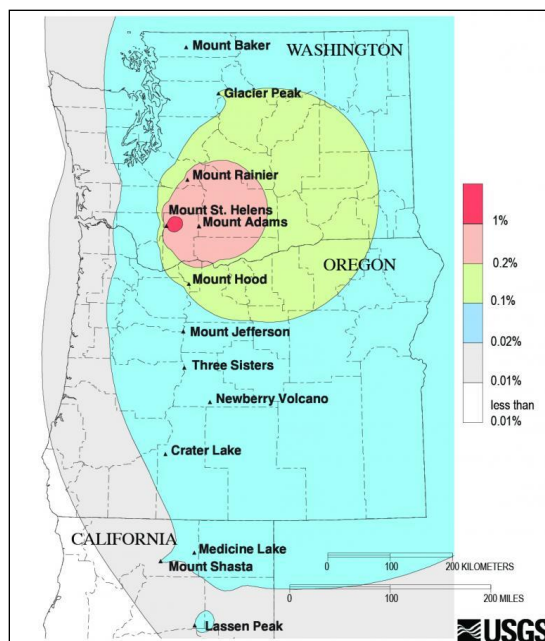 Mount Baker
WASHINGTON
Glacier Peak
Mount Rainier
Mount St. Helens
Mount Adams
OREGON
Mount Hood
Mount Jefferson
Three Sisters
Newberry Volcano
Crater Lake
CALIFORNIA
Medicine Lake
Mount Shasta
Lassen Peak
1%
0.2%
0.1%
0.02%
0.01%
less than
0.01%
0 100 200 KILOMETERS
0 100 200 MILES
USGS